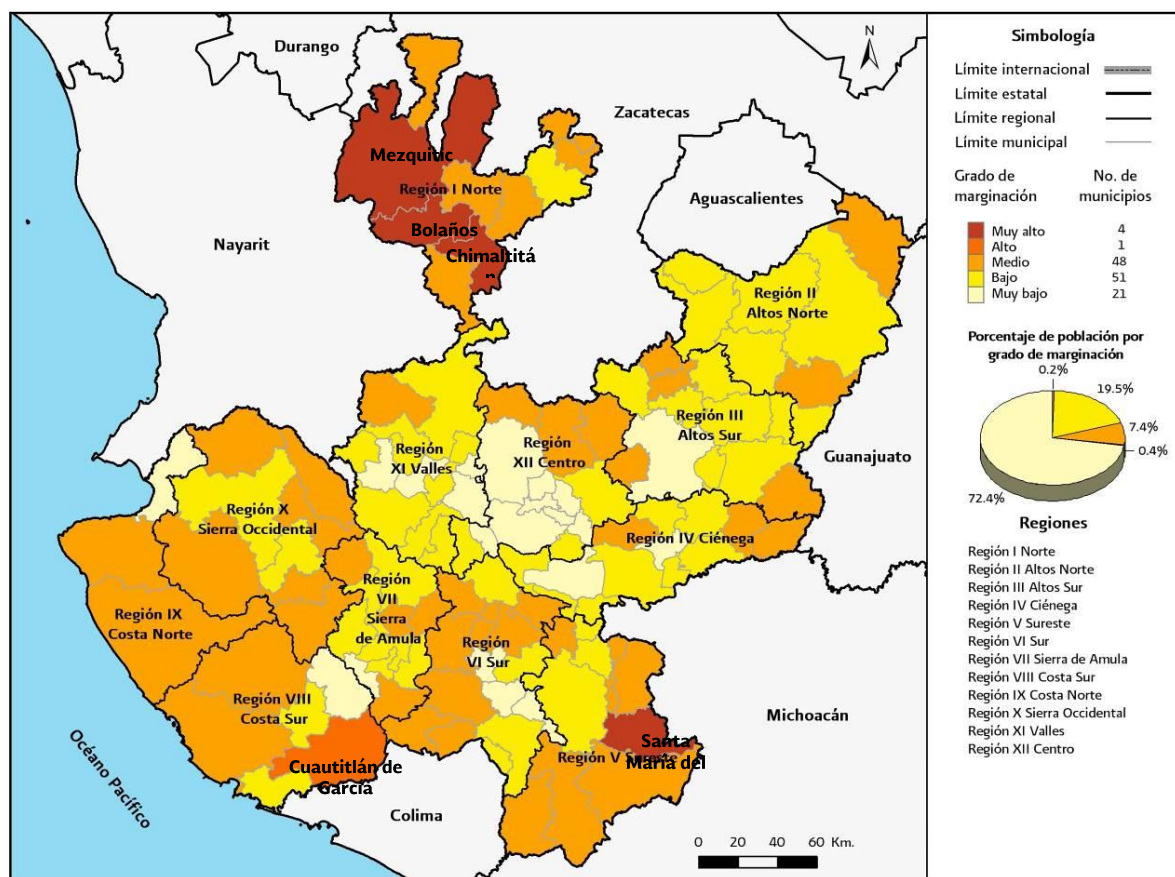 Durango
Zacatecas
Mezquitic
Región I Norte
Aguascalientes
Nayarit
Bolaños
Chimaltitá
n
Región II
Altos Norte
Región III
Altos Sur
Región
XI Valles
Región
XII Centro
Guanajuato
Región X
Sierra Occidental
Región IV Ciénega
Región
VII
Sierra
de Amula
Región IX
Costa Norte
Región
VI Sur
Región VIII
Costa Sur
Michoacán
Santa
María del
Región V Sureste
Cuautitlán de
García
Colima
Océano Pacífico
N
0 20 40 60 Km.
Simbología
Límite internacional
Límite estatal
Límite regional
Límite municipal
Grado de marginación No. de municipios
Muy alto 4
Alto 1
Medio 48
Bajo 51
Muy bajo 21
Porcentaje de población por
grado de marginación
0.2%
19.5%
7.4%
0.4%
72.4%
Regiones
Región I Norte
Región II Altos Norte
Región III Altos Sur
Región IV Ciénega
Región V Sureste
Región VI Sur
Región VII Sierra de Amula
Región VIII Costa Sur
Región IX Costa Norte
Región X Sierra Occidental
Región XI Valles
Región XII Centro